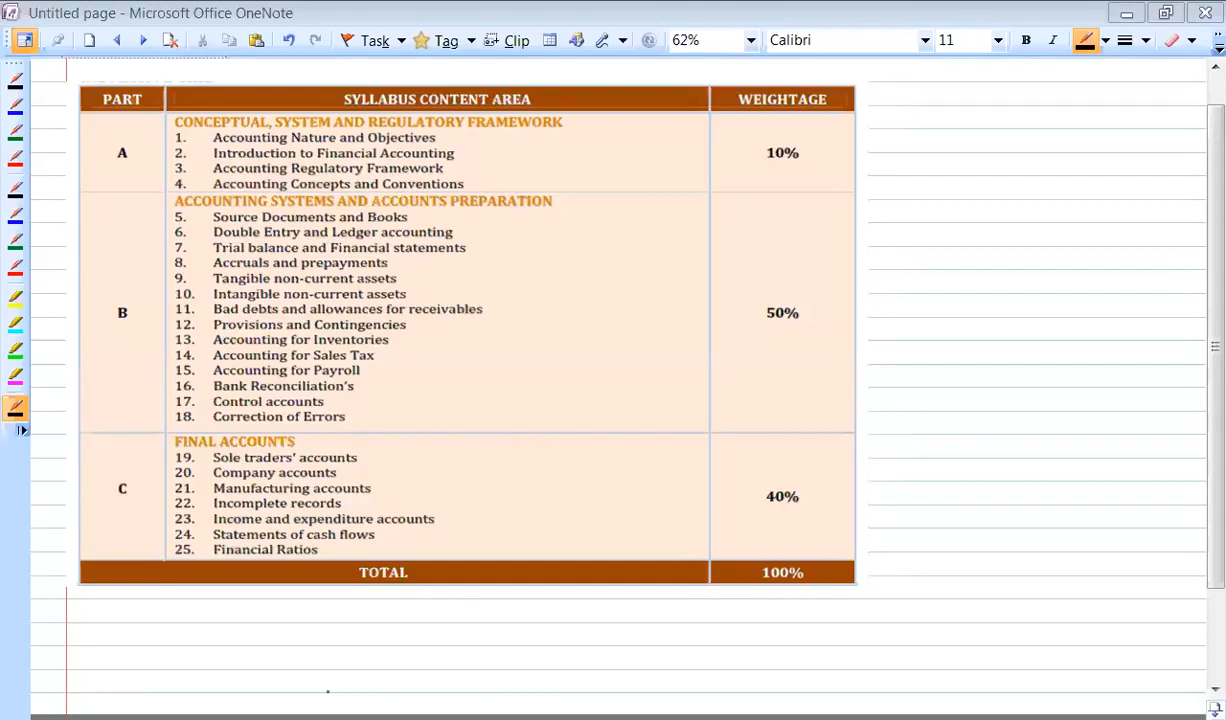 Untitled page - Microsoft Office OneNote
Task Tag Clip 62% Calibri 11 B I
PART SYLLABUS CONTENT AREA WEIGHTAGE
CONCEPTUAL, SYSTEM AND REGULATORY FRAMEWORK
1. Accounting Nature and Objectives
A 2. Introduction to Financial Accounting 10%
3. Accounting Regulatory Framework
4. Accounting Concepts and Conventions
ACCOUNTING SYSTEMS AND ACCOUNTS PREPARATION
5. Source Documents and Books
6. Double Entry and Ledger accounting
7. Trial balance and Financial statements
8. Accruals and prepayments
9. Tangible non-current assets
10. Intangible non-current assets
B 11. Bad debts and allowances for receivables 50%
12. Provisions and Contingencies
13. Accounting for Inventories
14. Accounting for Sales Tax
15. Accounting for Payroll
16. Bank Reconciliation's
17. Control accounts
18. Correction of Errors
FINAL ACCOUNTS
19. Sole traders' accounts
20. Company accounts
C 21. Manufacturing accounts 40%
22. Incomplete records
23. Income and expenditure accounts
24. Statements of cash flows
25. Financial Ratios
TOTAL 100%